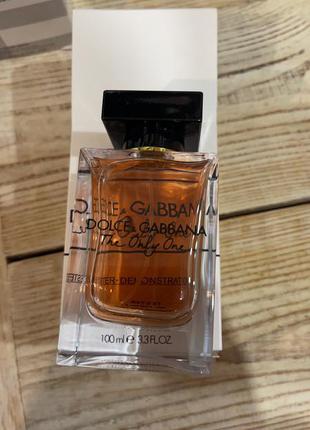 DOLCE & GABBANA
The Only One
TESTER-DEMONSTRATION
100 ml e 3.3 FL.OZ